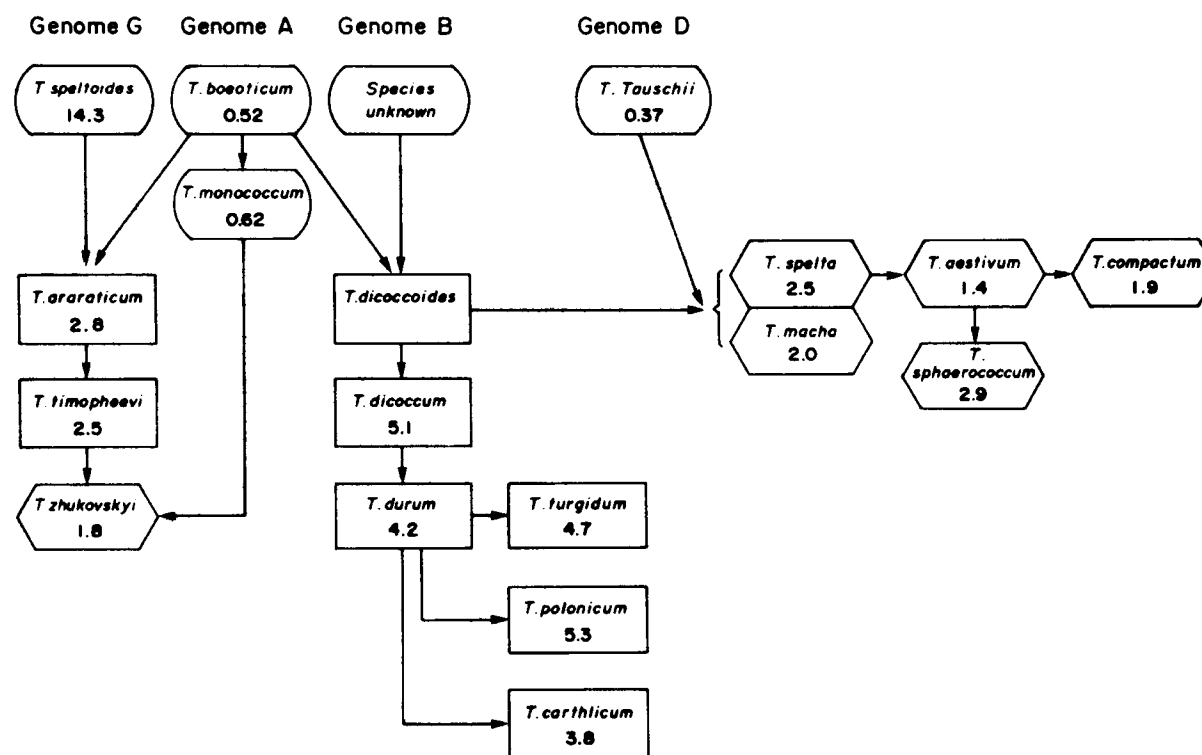 Genome G
Genome A
Genome B
Genome D
T. speltoides
14.3
T. boeoticum
0.52
Species
unknown
T. Tauschii
0.37
T. monococcum
0.62
T. araraticum
2.8
T. dicoccoides
T. spelta
2.5
T. aestivum
1.4
T. compactum
1.9
T. macha
2.0
T.
sphaerococcum
2.9
T. timopheevi
2.5
T. dicoccum
5.1
T. zhukovskyi
1.8
T. durum
4.2
T. turgidum
4.7
T. polonicum
5.3
T. carthlicum
3.8